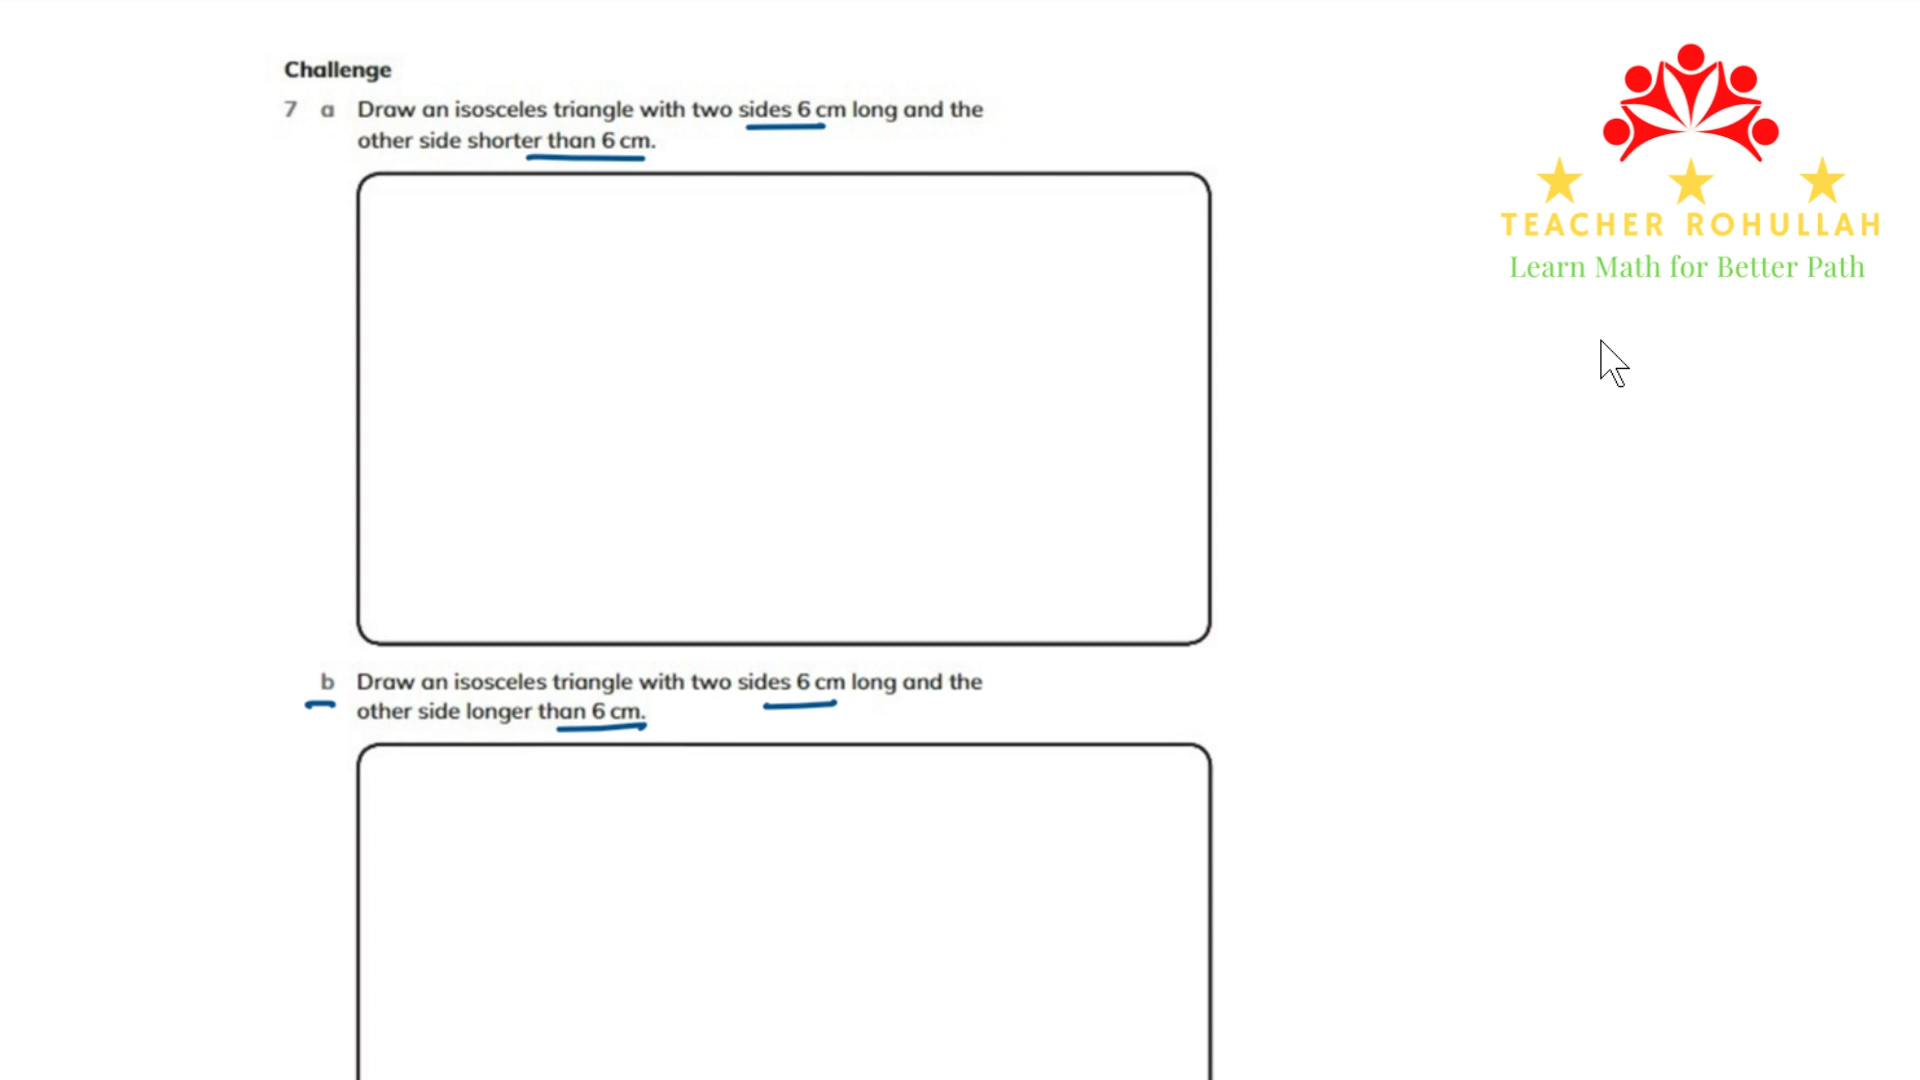 Challenge
7 a Draw an isosceles triangle with two sides 6 cm long and the
other side shorter than 6 cm.
TEACHER ROHULLAH
Learn Math for Better Path
b Draw an isosceles triangle with two sides 6 cm long and the
other side longer than 6 cm.